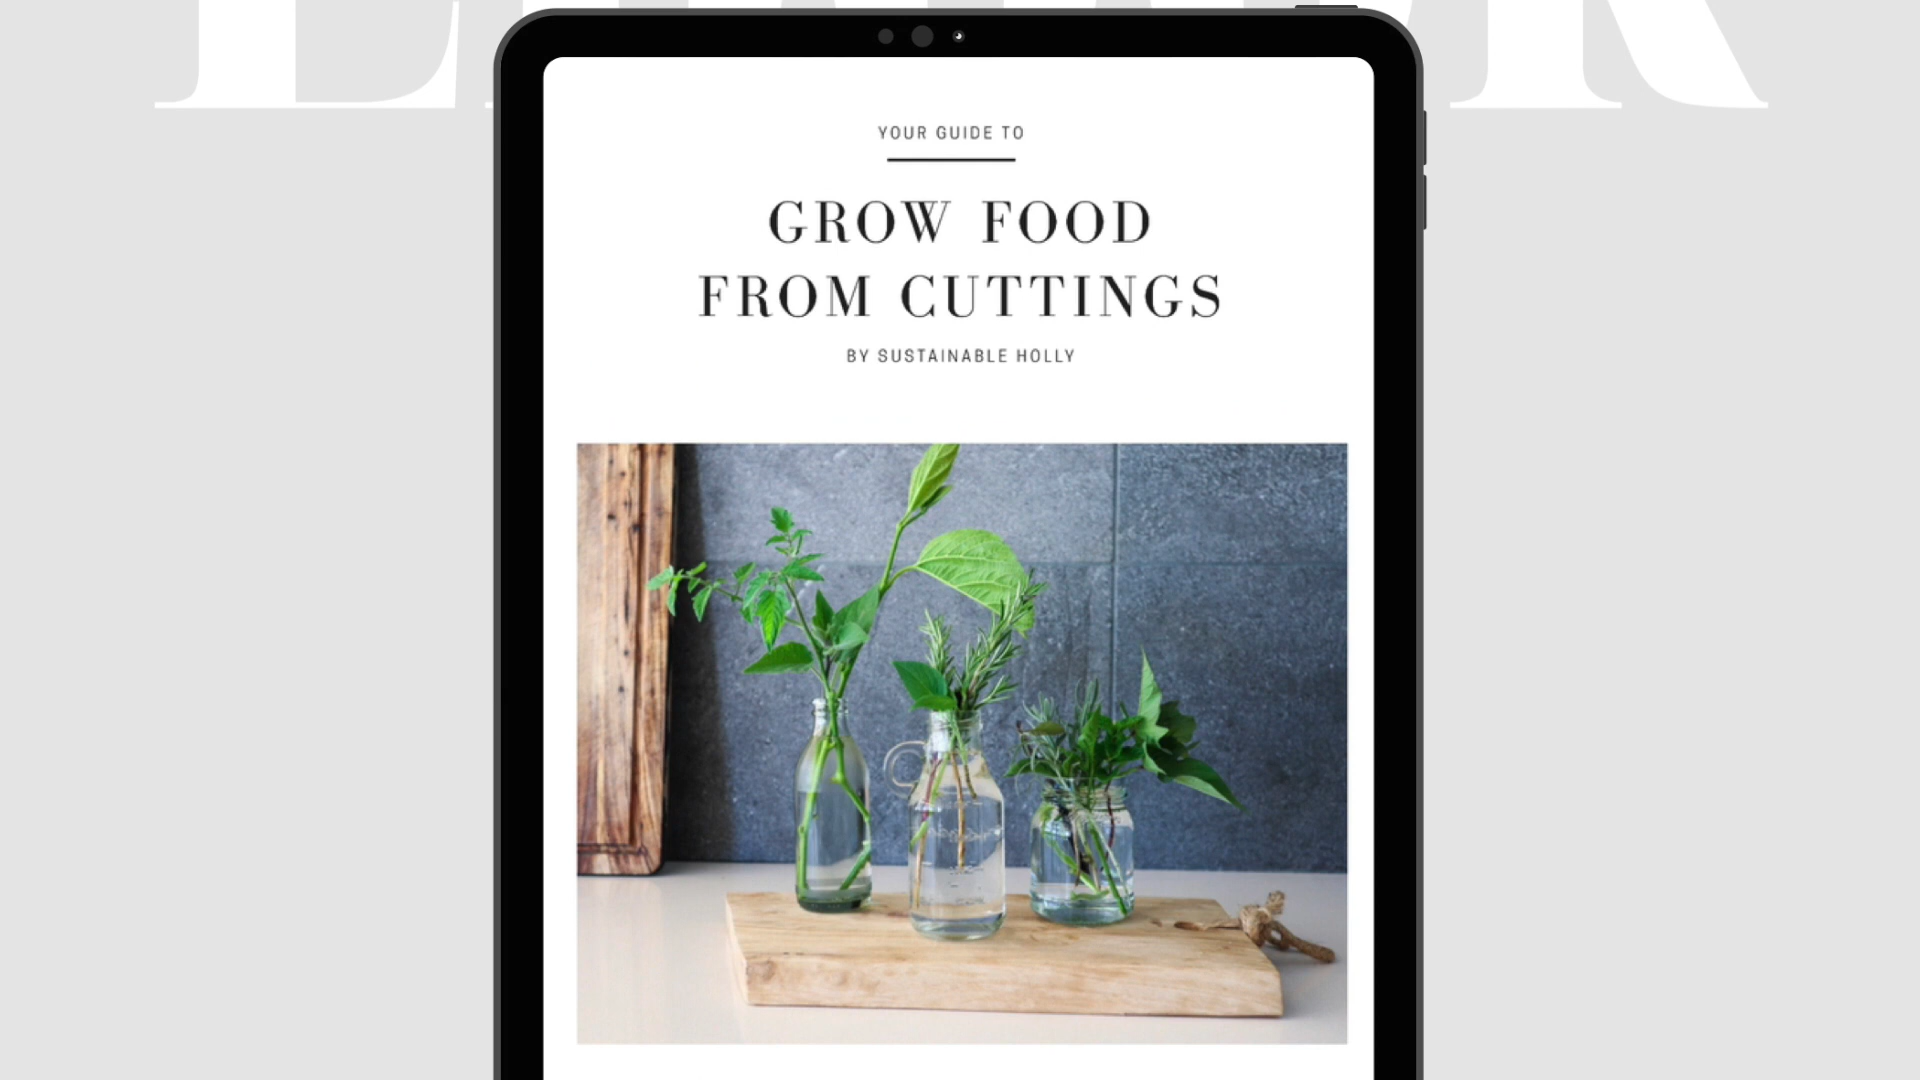 YOUR GUIDE TO
GROW FOOD
FROM CUTTINGS
BY SUSTAINABLE HOLLY